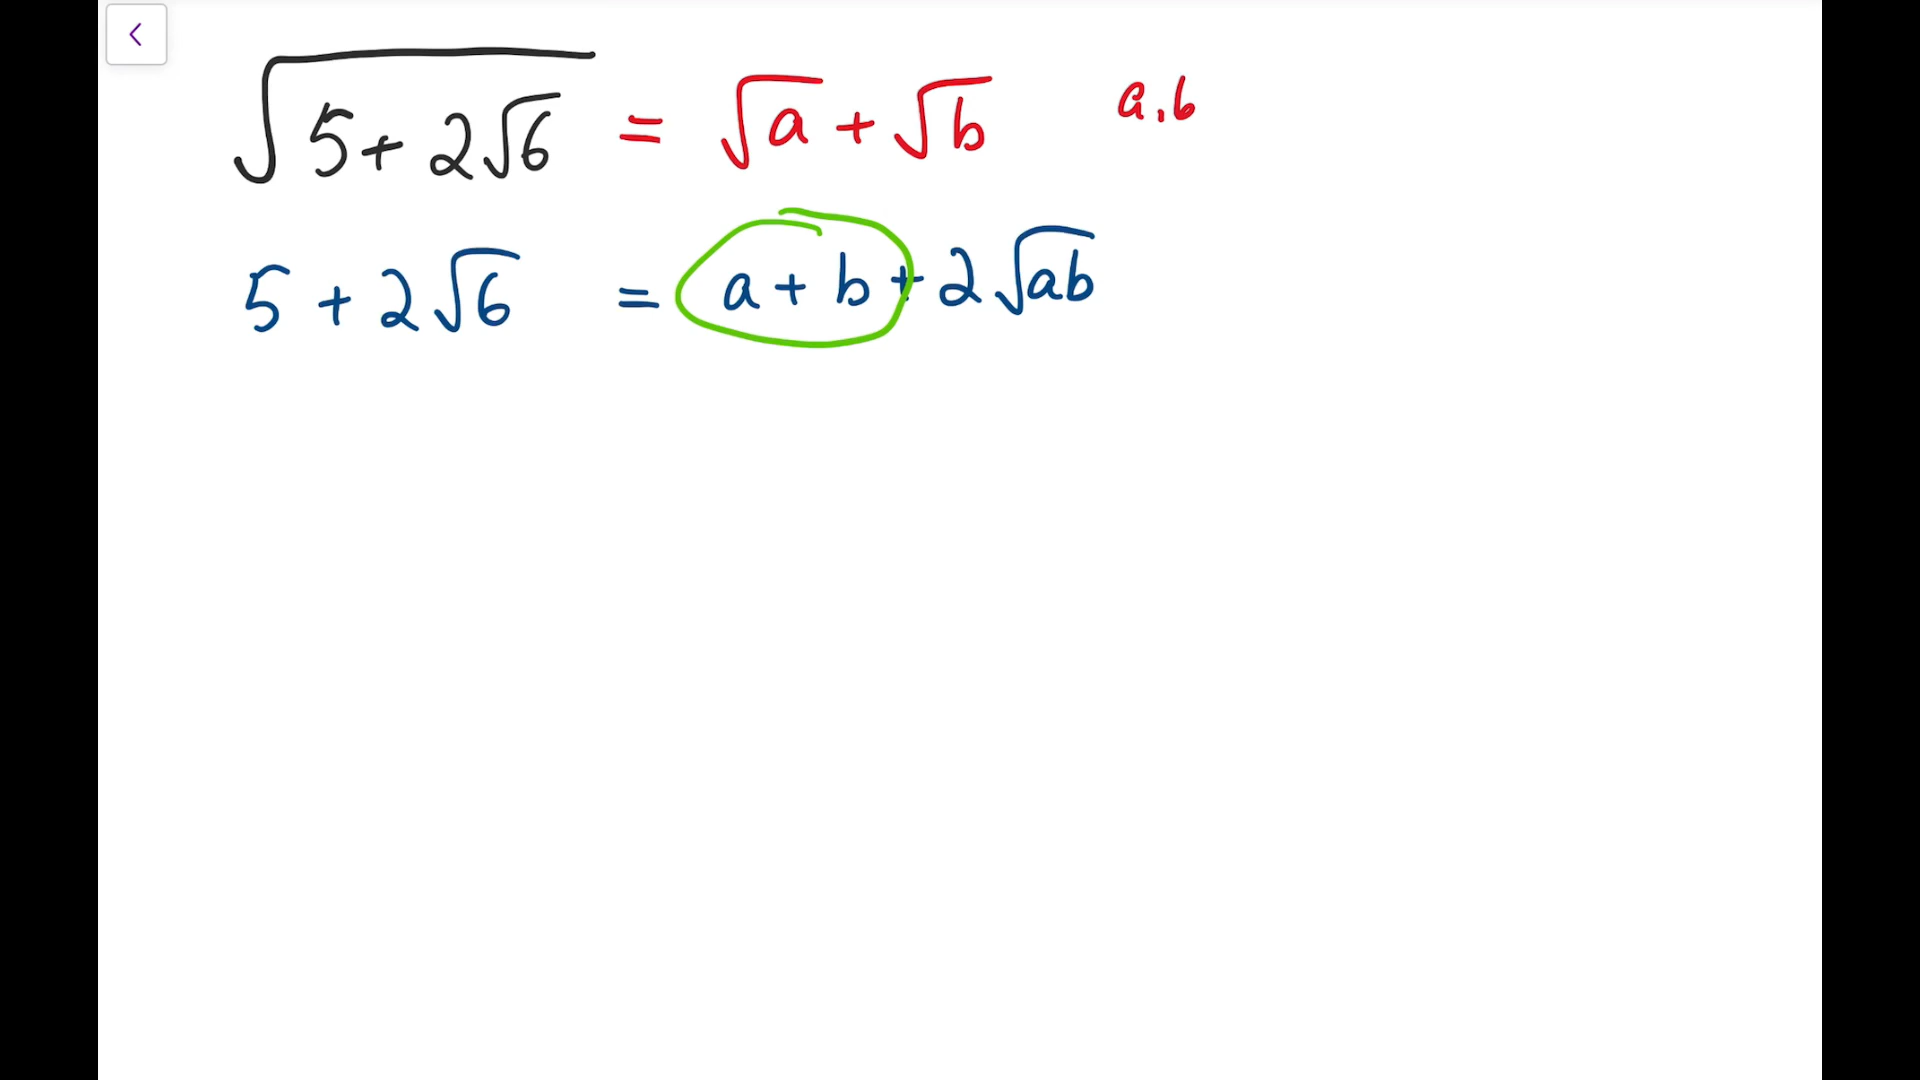 √(5 + 2√6) = √a + √b a, b
5 + 2√6 = a + b + 2√ab